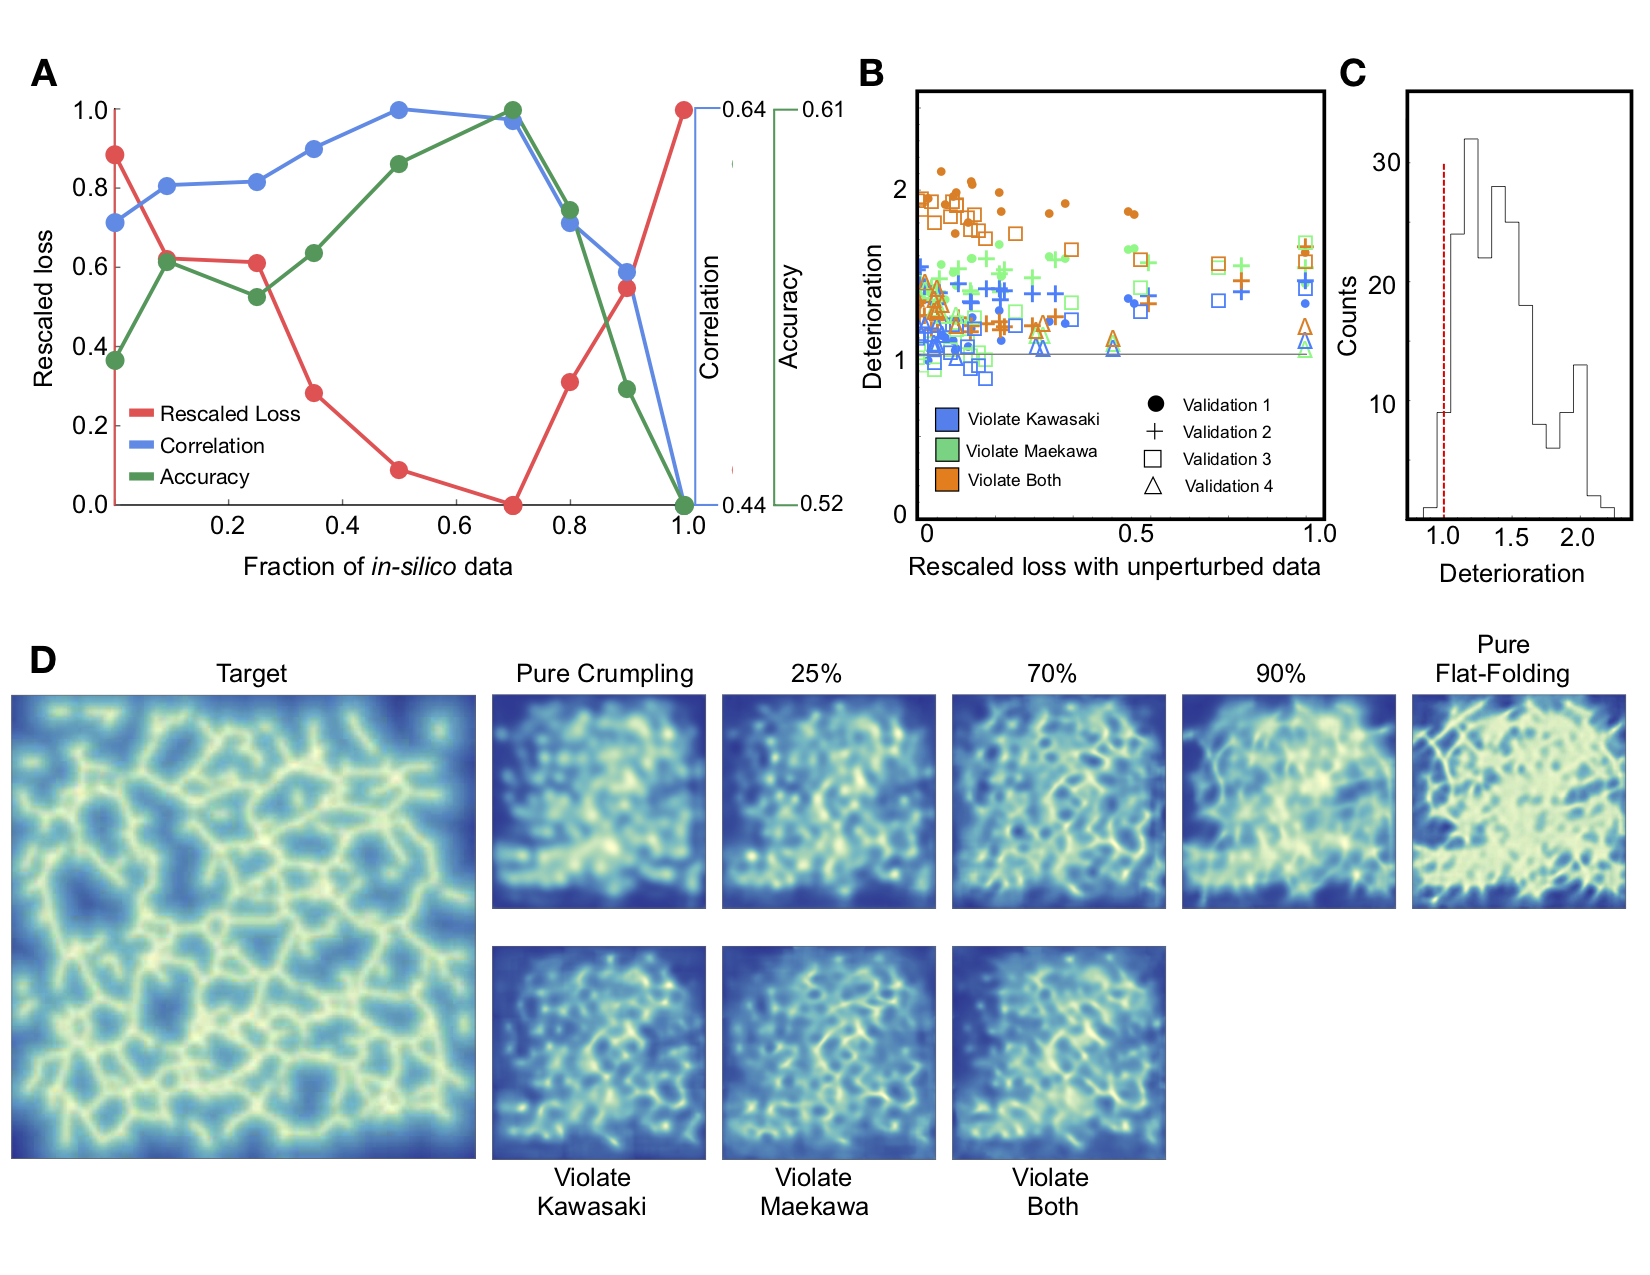 A
Rescaled loss
1.0
0.8
0.6
0.4
0.2
0.0
0.2
0.4
0.6
0.8
1.0
Fraction of in-silico data
Rescaled Loss
Correlation
Accuracy
0.64
0.44
Correlation
0.61
0.52
Accuracy
B
Deterioration
2
1
0
0
0.5
1.0
Rescaled loss with unperturbed data
Violate Kawasaki
Violate Maekawa
Violate Both
Validation 1
Validation 2
Validation 3
Validation 4
C
Counts
30
20
10
1.0
1.5
2.0
Deterioration
D
Target
Pure Crumpling
25%
70%
90%
Pure
Flat-Folding
Violate
Kawasaki
Violate
Maekawa
Violate
Both